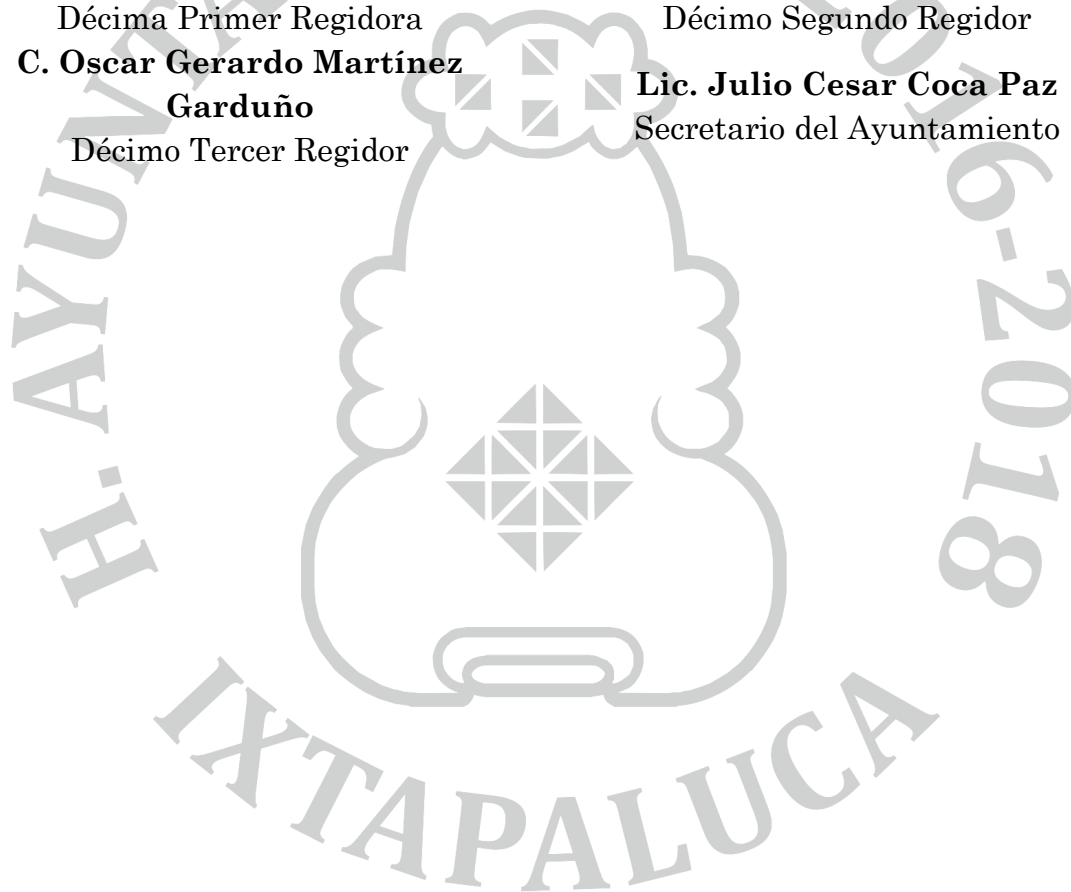 Décima Primer Regidora
C. Oscar Gerardo Martínez
Garduño
Décimo Tercer Regidor
Décimo Segundo Regidor
Lic. Julio Cesar Coca Paz
Secretario del Ayuntamiento
H. AYUNTA
2016-2018
IXTAPALUCA